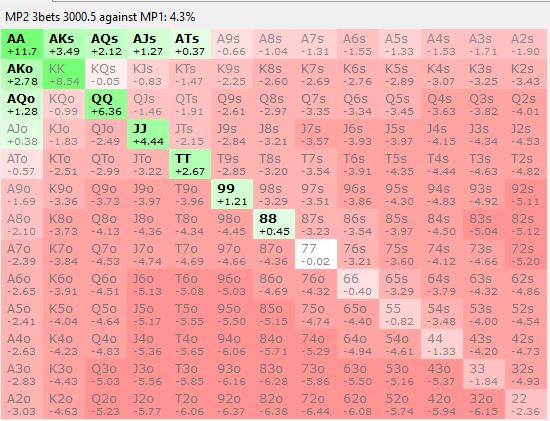 MP2 3bets 3000.5 against MP1: 4.3%
AA AKs AQs AJs ATs A9s A8s A7s A6s A5s A4s A3s A2s
+11.7 +3.49 +2.12 +1.27 +0.37 -0.66 -1.04 -1.31 -1.55 -1.33 -1.53 -1.71 -1.90
AKo KK KQs KJs KTs K9s K8s K7s K6s K5s K4s K3s K2s
+2.78 +8.54 -0.05 -0.83 -1.47 -2.25 -2.60 -2.69 -2.76 -2.89 -3.07 -3.25 -3.43
AQo KQo QQ QJs QTs Q9s Q8s Q7s Q6s Q5s Q4s Q3s Q2s
+1.28 -0.99 +6.36 -1.46 -1.91 -2.61 -2.97 -3.35 -3.34 -3.45 -3.63 -3.82 -4.01
AJo KJo QJo JJ JTs J9s J8s J7s J6s J5s J4s J3s J2s
+0.38 -1.83 -2.49 +4.44 -2.15 -2.84 -3.21 -3.57 -3.93 -3.97 -4.15 -4.34 -4.53
ATo KTo QTo JTo TT T9s T8s T7s T6s T5s T4s T3s T2s
-0.57 -2.51 -2.99 -3.22 +2.67 -2.85 -3.20 -3.54 -3.91 -4.35 -4.44 -4.63 -4.82
A9o K9o Q9o J9o T9o 99 98s 97s 96s 95s 94s 93s 92s
-1.69 -3.36 -3.73 -3.97 -3.96 +1.21 -3.29 -3.51 -3.86 -4.30 -4.83 -4.92 -5.11
A8o K8o Q8o J8o T8o 98o 88 87s 86s 85s 84s 83s 82s
-2.10 -3.73 -4.13 -4.36 -4.34 -4.45 +0.45 -3.23 -3.54 -3.97 -4.50 -5.04 -5.12
A7o K7o Q7o J7o T7o 97o 87o 77 76s 75s 74s 73s 72s
-2.39 -3.84 -4.53 -4.74 -4.69 -4.66 -4.36 -0.02 -3.21 -3.60 -4.12 -4.66 -5.20
A6o K6o Q6o J6o T6o 96o 86o 76o 66 65s 64s 63s 62s
-2.65 -3.91 -4.51 -5.13 -5.08 -5.03 -4.69 -4.32 -0.40 -3.29 -3.79 -4.32 -4.86
A5o K5o Q5o J5o T5o 95o 85o 75o 65o 55 54s 53s 52s
-2.41 -4.04 -4.64 -5.17 -5.55 -5.50 -5.15 -4.74 -4.40 -0.82 -3.48 -4.00 -4.54
A4o K4o Q4o J4o T4o 94o 84o 74o 64o 54o 44 43s 42s
-2.63 -4.23 -4.83 -5.36 -5.65 -6.06 -5.71 -5.29 -4.94 -4.61 -1.33 -4.20 -4.73
A3o K3o Q3o J3o T3o 93o 83o 73o 63o 53o 43o 33 32s
-2.83 -4.43 -5.03 -5.56 -5.85 -6.16 -6.28 -5.86 -5.50 -5.16 -5.37 -1.84 -4.93
A2o K2o Q2o J2o T2o 92o 82o 72o 62o 52o 42o 32o 22
-3.03 -4.63 -5.23 -5.77 -6.06 -6.37 -6.38 -6.44 -6.08 -5.74 -5.94 -6.15 -2.36